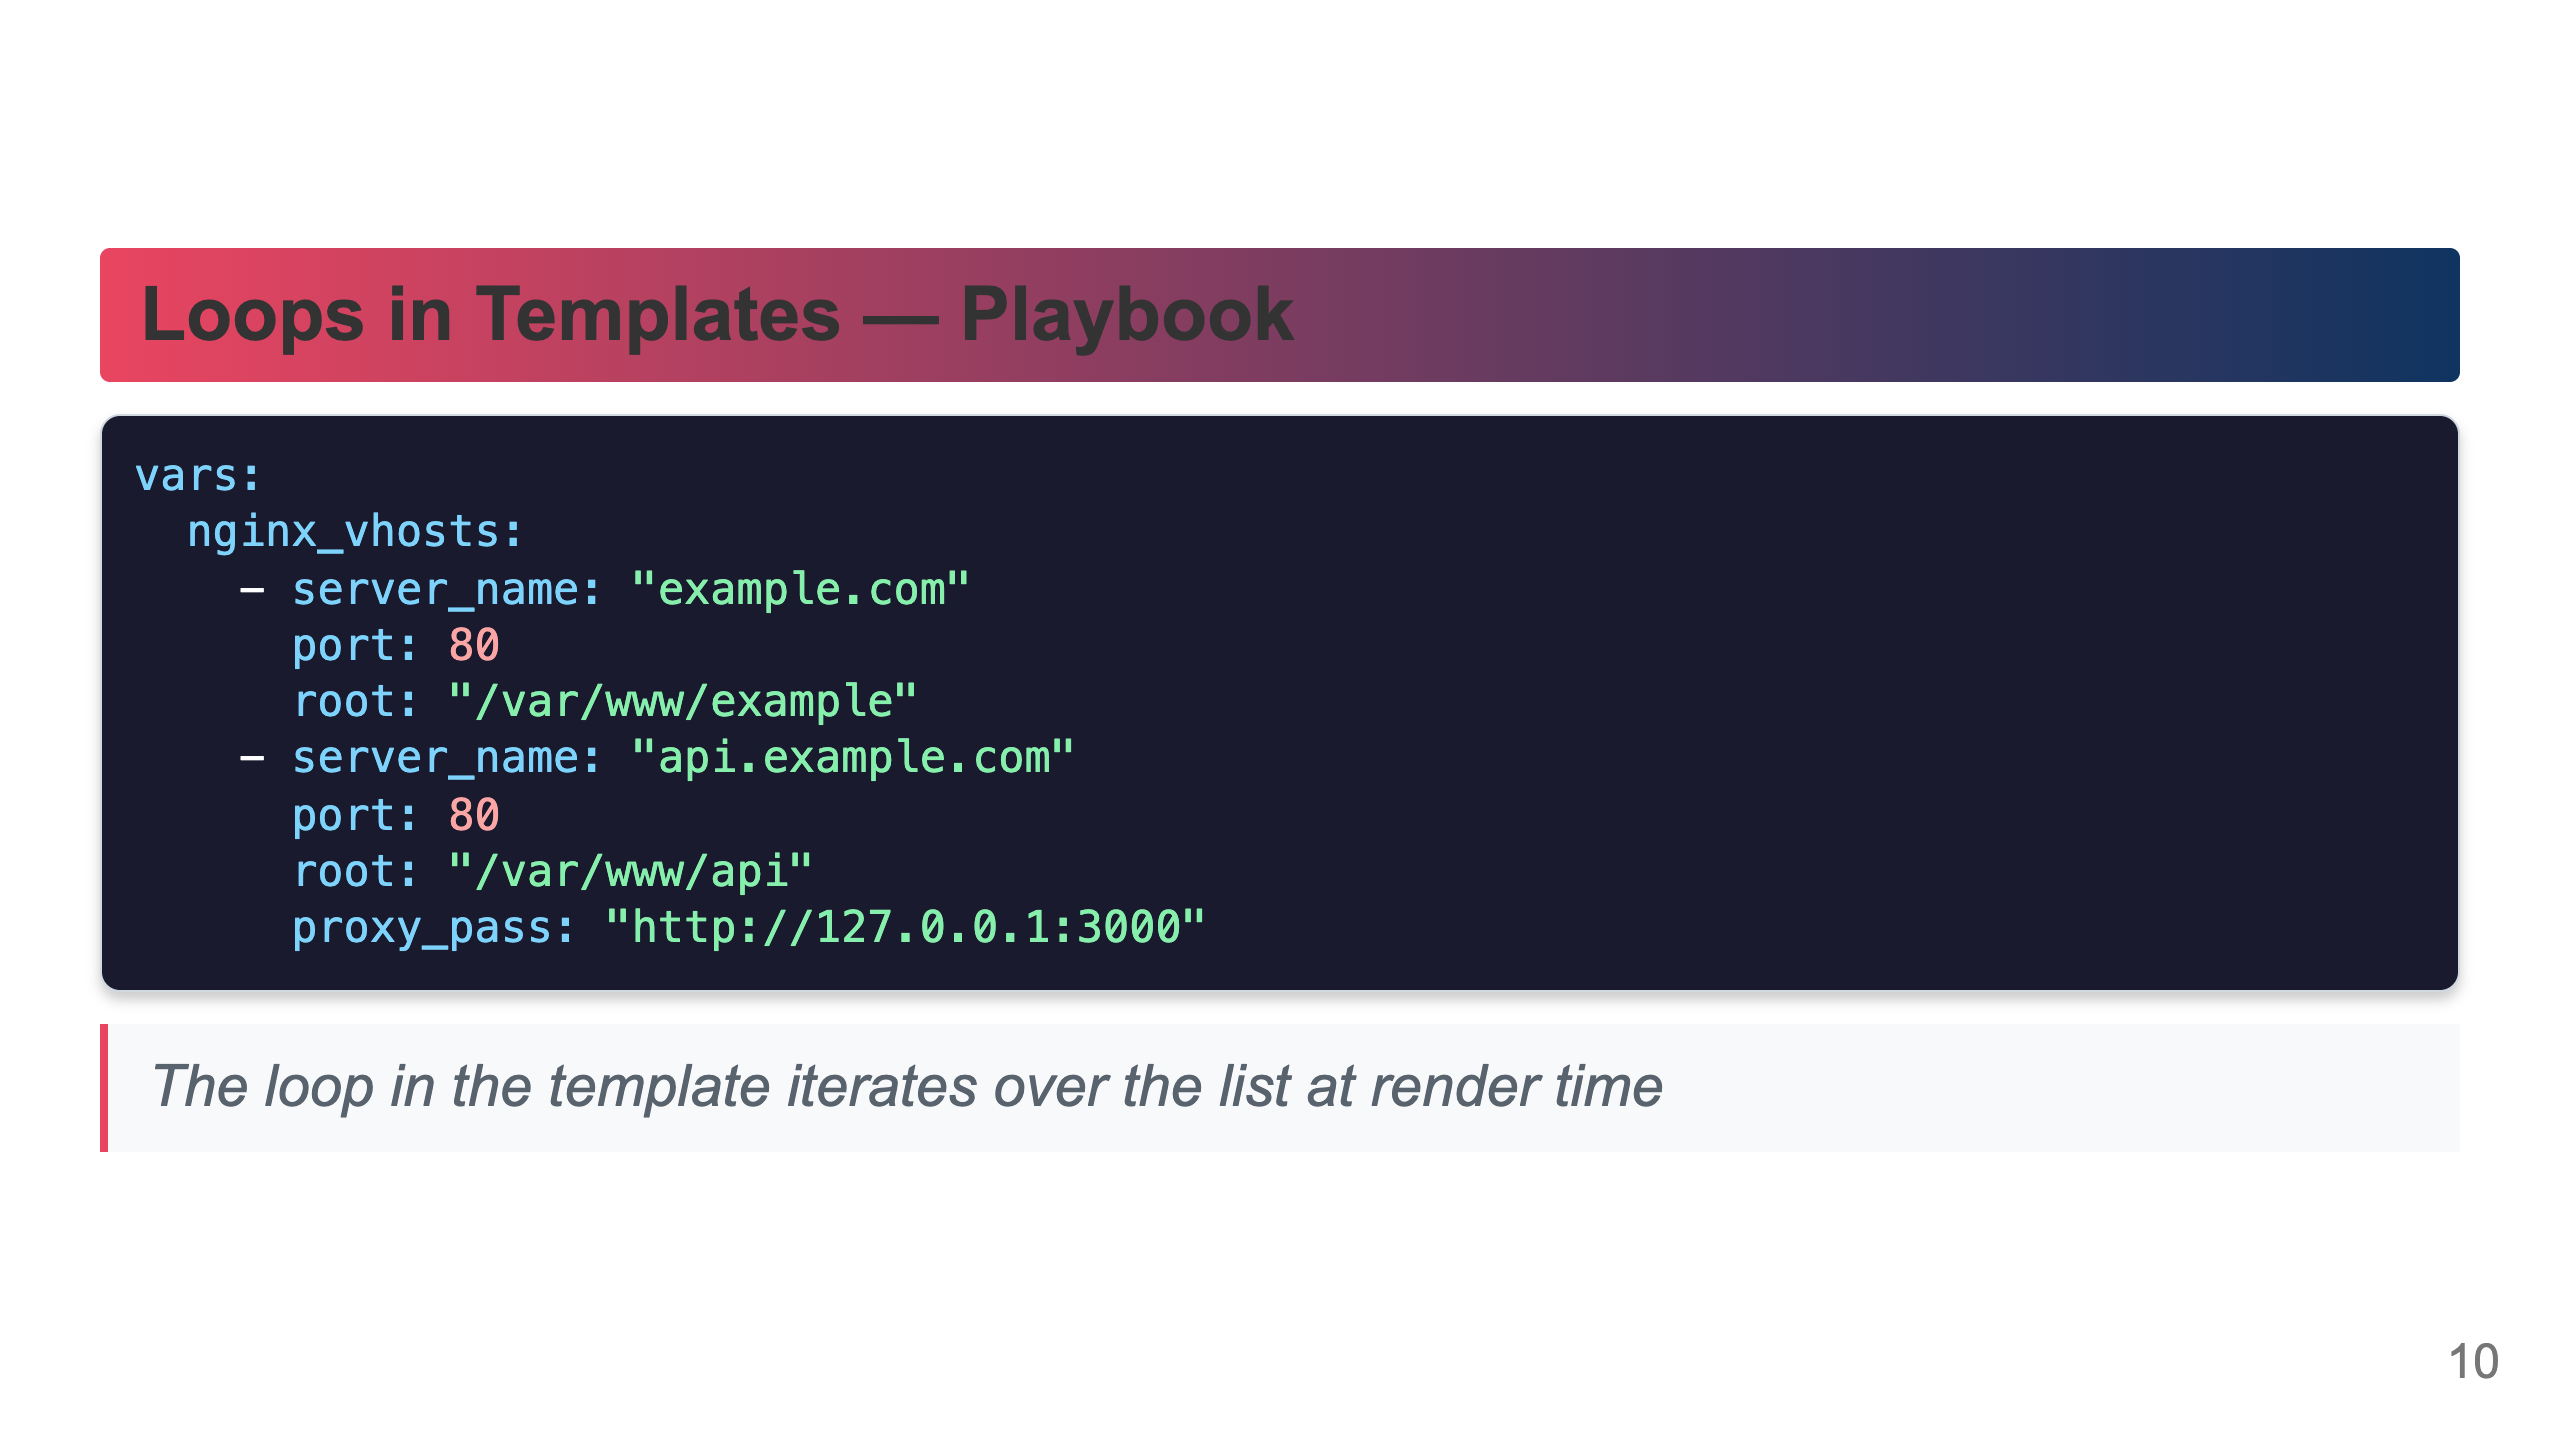 Loops in Templates — Playbook
vars:
  nginx_vhosts:
    - server_name: "example.com"
      port: 80
      root: "/var/www/example"
    - server_name: "api.example.com"
      port: 80
      root: "/var/www/api"
      proxy_pass: "http://127.0.0.1:3000"
The loop in the template iterates over the list at render time
10